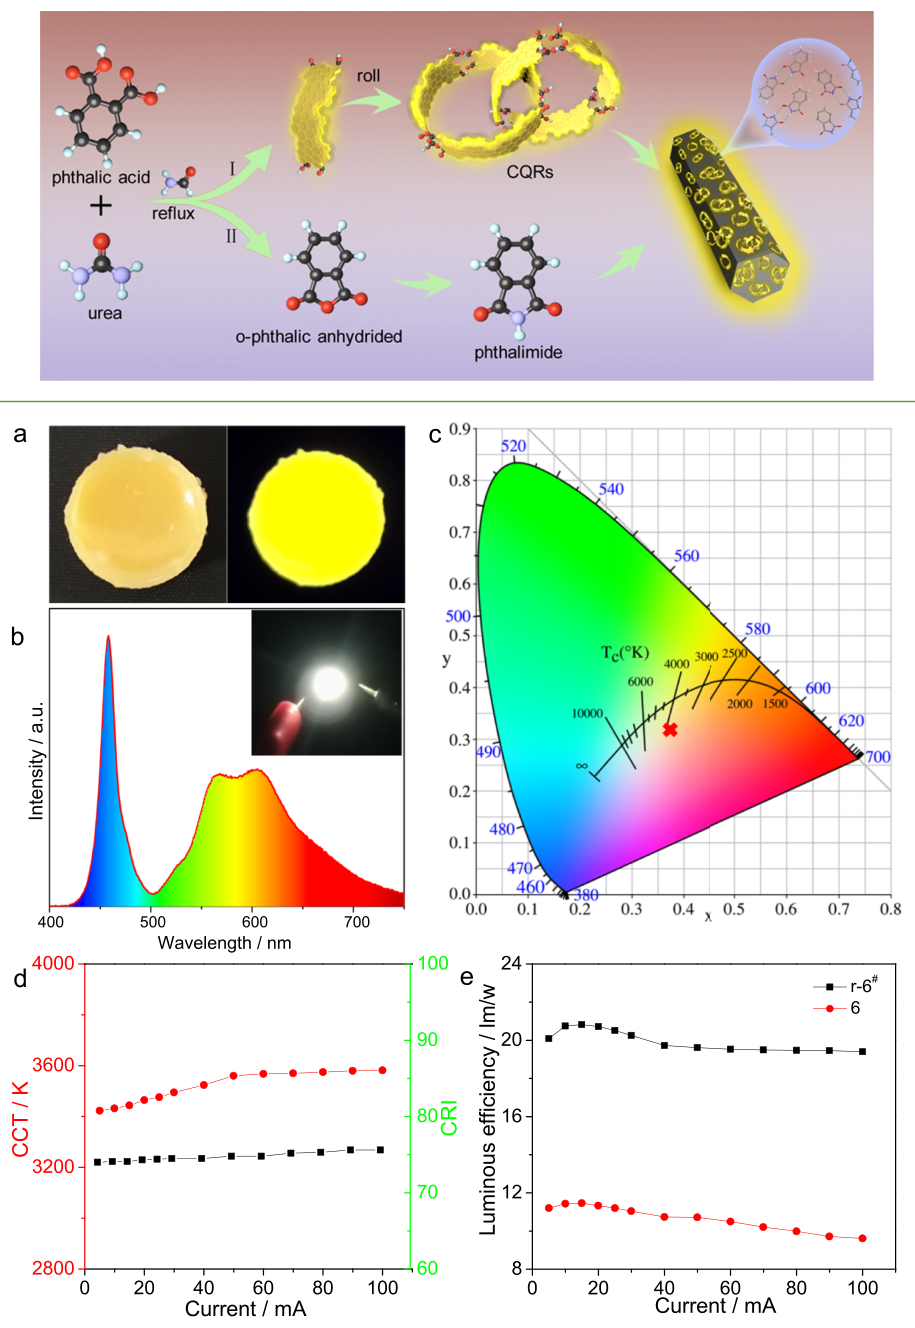 roll
phthalic acid
+
urea
I
reflux
II
CQRs
o-phthalic anhydrided
phthalimide
a
b
Intensity / a.u.
400 500 600 700
Wavelength / nm
c
y
0.9
0.8
0.7
0.6
0.5
0.4
0.3
0.2
0.1
0.0
0.0 0.1 0.2 0.3 0.4 0.5 0.6 0.7 0.8
x
520
540
560
500
580
600
620
490
700
480
470
460
380
Tc(°K)
4000 3000 2500
6000
2000 1500
10000
∞
d
CCT / K
4000
3600
3200
2800
100
90
80
70
60
CRI
0 20 40 60 80 100
Current / mA
e
Luminous efficiency / lm/w
24
20
16
12
8
r-6#
6
0 20 40 60 80 100
Current / mA